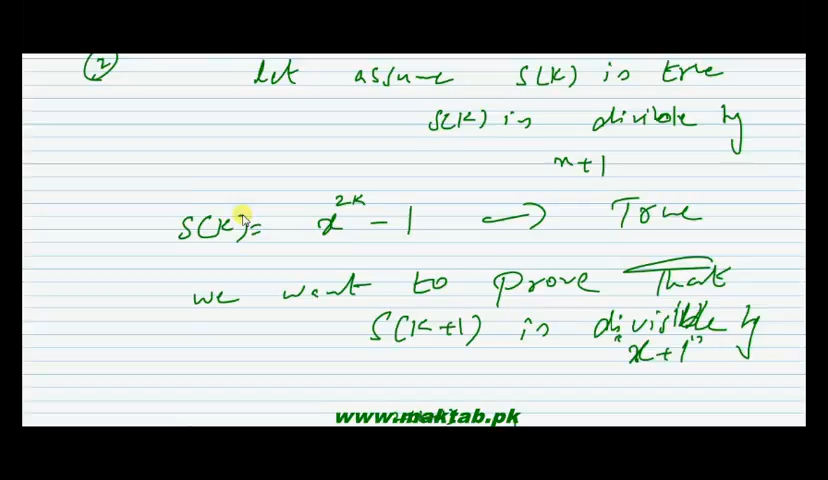 (2) let assume S(K) is true
S(K) is divible by
x+1
S(K) = x^2K - 1 → True
we want to prove that
S(K+1) is divisible by
"x+1"
www.maktab.pk